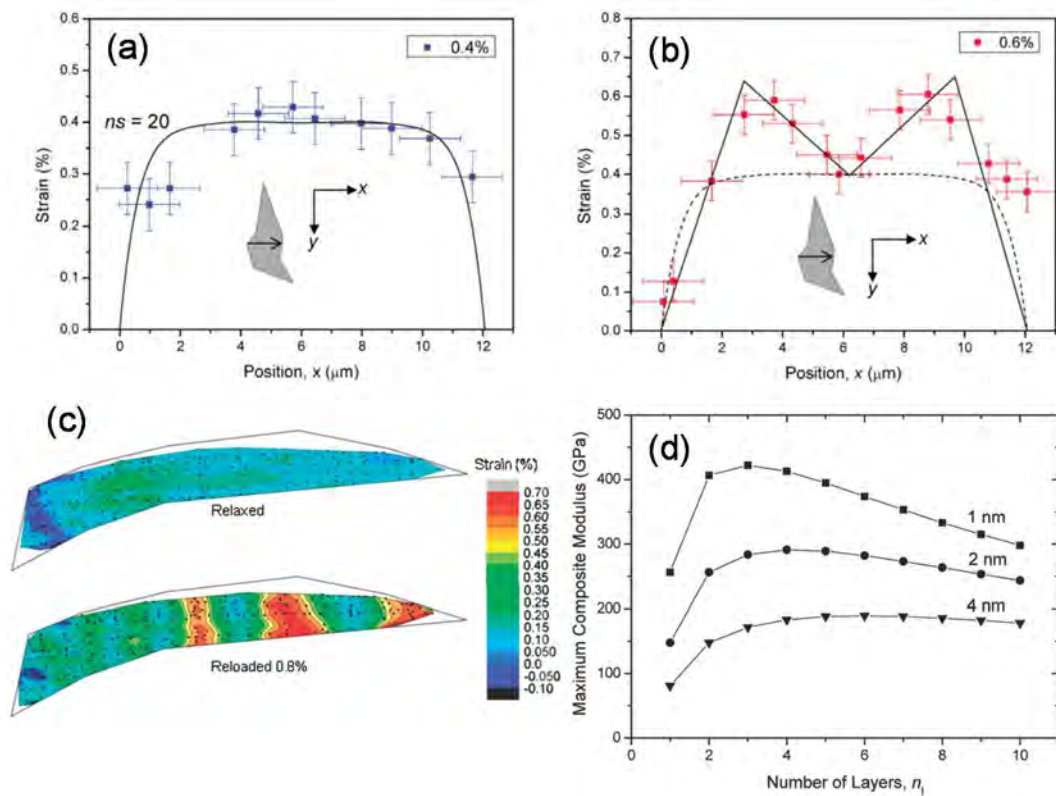 (a)
0.4%
ns = 20
x
y
Strain (%)
0.6
0.5
0.4
0.3
0.2
0.1
0.0
0
2
4
6
8
10
12
Position, x (μm)
(b)
0.6%
x
y
Strain (%)
0.8
0.7
0.6
0.5
0.4
0.3
0.2
0.1
0.0
0
2
4
6
8
10
12
Position, x (μm)
(c)
Relaxed
Reloaded 0.8%
Strain (%)
0.70
0.65
0.60
0.55
0.50
0.45
0.40
0.35
0.30
0.25
0.20
0.15
0.10
0.050
0.0
-0.050
-0.10
(d)
1 nm
2 nm
4 nm
Maximum Composite Modulus (GPa)
500
400
300
200
100
0
0
2
4
6
8
10
Number of Layers, nl